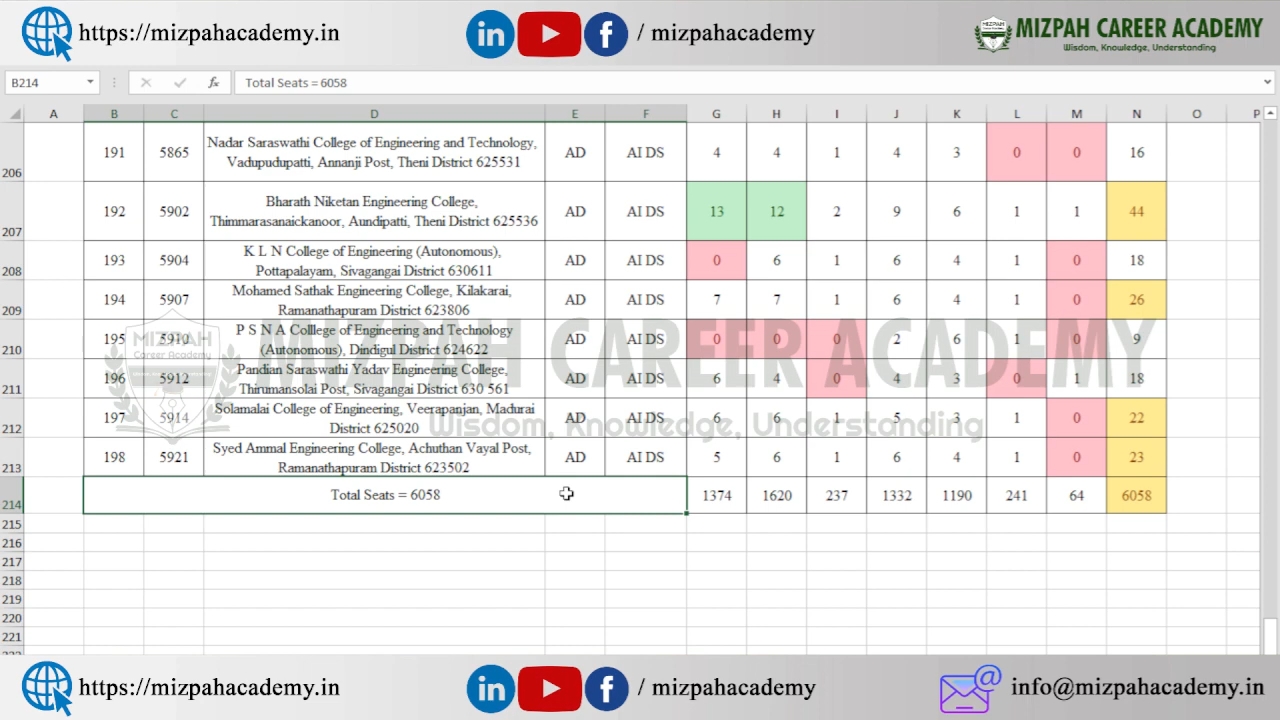 https://mizpahacademy.in
/ mizpahacademy
MIZPAH CAREER ACADEMY
Wisdom, Knowledge, Understanding
B214
fx
Total Seats = 6058
A B C D E F G H I J K L M N O P
206 191 5865 Nadar Saraswathi College of Engineering and Technology, Vadupudupatti, Annanji Post, Theni District 625531 AD AI DS 4 4 1 4 3 0 0 16
207 192 5902 Bharath Niketan Engineering College, Thimmarasanaickanoor, Aundipatti, Theni District 625536 AD AI DS 13 12 2 9 6 1 1 44
208 193 5904 K L N College of Engineering (Autonomous), Pottapalayam, Sivagangai District 630611 AD AI DS 0 6 1 6 4 1 0 18
209 194 5907 Mohamed Sathak Engineering College, Kilakarai, Ramanathapuram District 623806 AD AI DS 7 7 1 6 4 1 0 26
210 195 5910 P S N A Colllege of Engineering and Technology (Autonomous), Dindigul District 624622 AD AI DS 0 0 0 2 6 1 0 9
211 196 5912 Pandian Saraswathi Yadav Engineering College, Thirumansolai Post, Sivagangai District 630 561 AD AI DS 6 4 0 4 3 0 1 18
212 197 5914 Solamalai College of Engineering, Veerapanjan, Madurai District 625020 AD AI DS 6 6 1 5 3 1 0 22
213 198 5921 Syed Ammal Engineering College, Achuthan Vayal Post, Ramanathapuram District 623502 AD AI DS 5 6 1 6 4 1 0 23
214 Total Seats = 6058 1374 1620 237 1332 1190 241 64 6058
215
216
217
218
219
220
221
MIZPAH
Career Academy
MIZPAH CAREER ACADEMY
Wisdom, Knowledge, Understanding
https://mizpahacademy.in
/ mizpahacademy
info@mizpahacademy.in